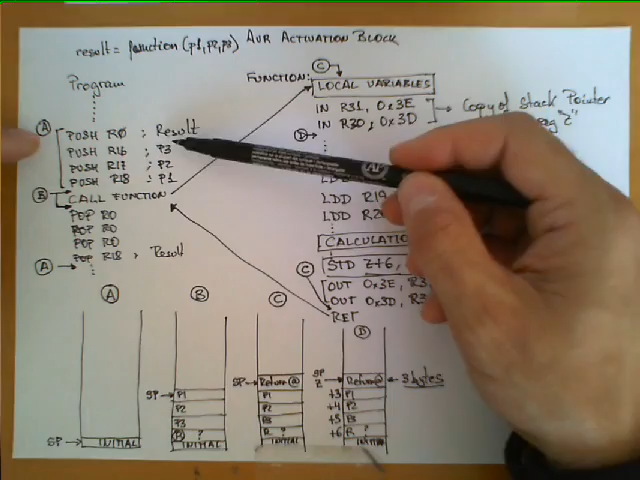 result = function (p1, p2, p3) AVR ACTIVATION BLOCK
Program
A
PUSH R0 ; Result
PUSH R16 ; P3
PUSH R17 ; P2
PUSH R18 ; P1
B
CALL FUNCTION
POP R0
POP R0
POP R0
POP R18 ; Result
A
C
FUNCTION:
LOCAL VARIABLES
IN R31, 0x3E
IN R30, 0x3D
Copy of Stack Pointer
"Z"
D
LDD R19
LDD
CALCULATIO
STD Z+6,
C
OUT 0x3E, R3
OUT 0x3D, R3
RET
A
SP
INITIAL
B
SP
P1
P2
P3
R ?
INITIAL
C
SP
Return@
P1
P2
P3
R ?
INITIAL
D
SP
Z
Return@
3 bytes
+3 P1
+4 P2
+5 P3
+6 R ?
INITIAL